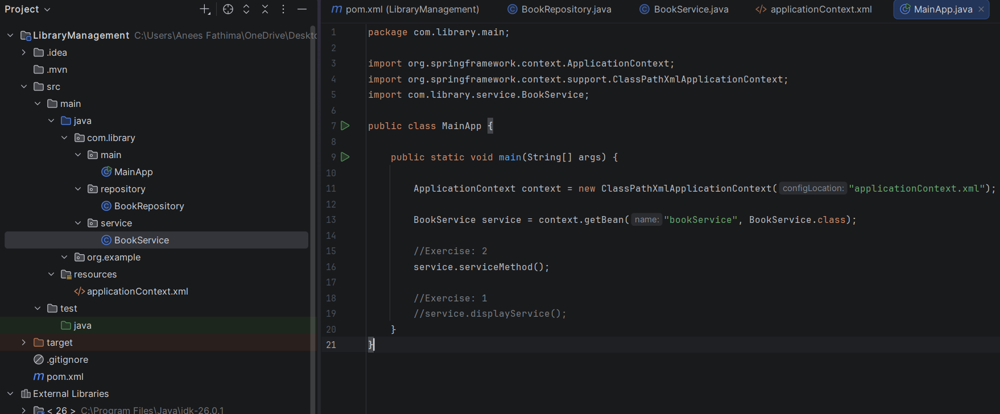 Project
LibraryManagement C:\Users\Anees Fathima\OneDrive\Deskto
.idea
.mvn
src
main
java
com.library
main
MainApp
repository
BookRepository
service
BookService
org.example
resources
applicationContext.xml
test
java
target
.gitignore
pom.xml
External Libraries
< 26 > C:\Program Files\Java\jdk-26.0.1
pom.xml (LibraryManagement) BookRepository.java BookService.java applicationContext.xml MainApp.java
1 package com.library.main;
2
3 import org.springframework.context.ApplicationContext;
4 import org.springframework.context.support.ClassPathXmlApplicationContext;
5 import com.library.service.BookService;
6
7 public class MainApp {
8
9 public static void main(String[] args) {
10
11 ApplicationContext context = new ClassPathXmlApplicationContext( configLocation: "applicationContext.xml");
12
13 BookService service = context.getBean( name: "bookService", BookService.class);
14
15 //Exercise: 2
16 service.serviceMethod();
17
18 //Exercise: 1
19 //service.displayService();
20 }
21 }